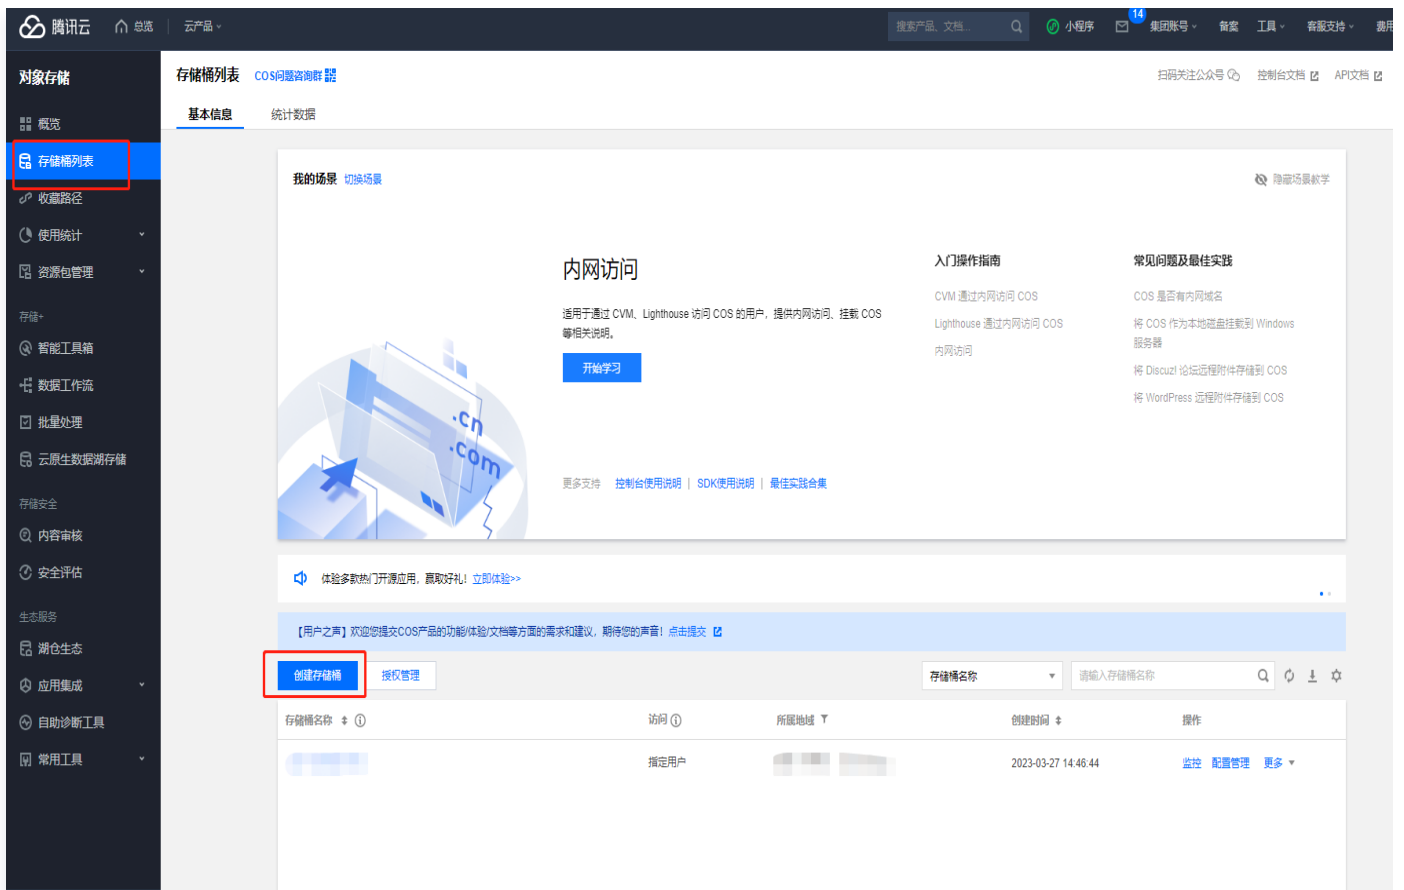 腾讯云 总览 云产品 搜索产品、文档... 小程序 14 集团账号 备案 工具 客服支持 费用
对象存储
概览
存储桶列表
收藏路径
使用统计
资源包管理
存储+
智能工具箱
数据工作流
批量处理
云原生数据湖存储
存储安全
内容审核
安全评估
生态服务
湖仓生态
应用集成
自助诊断工具
常用工具
存储桶列表 COS问题咨询群 扫码关注公众号 控制台文档 API文档
基本信息 统计数据
我的场景 切换场景 隐藏场景教学
内网访问
适用于通过 CVM、Lighthouse 访问 COS 的用户，提供内网访问、挂载 COS
等相关说明。
开始学习
.cn
.com
更多支持 控制台使用说明 | SDK使用说明 | 最佳实践合集
入门操作指南
CVM 通过内网访问 COS
Lighthouse 通过内网访问 COS
内网访问
常见问题及最佳实践
COS 是否有内网域名
将 COS 作为本地磁盘挂载到 Windows
服务器
将 Discuz! 论坛远程附件存储到 COS
将 WordPress 远程附件存储到 COS
体验多款热门开源应用，赢取好礼！立即体验>>
【用户之声】欢迎您提交COS产品的功能/体验/文档等方面的需求和建议，期待您的声音！点击提交
创建存储桶 授权管理 存储桶名称 请输入存储桶名称
存储桶名称 访问 所属地域 创建时间 操作
指定用户 2023-03-27 14:46:44 监控 配置管理 更多